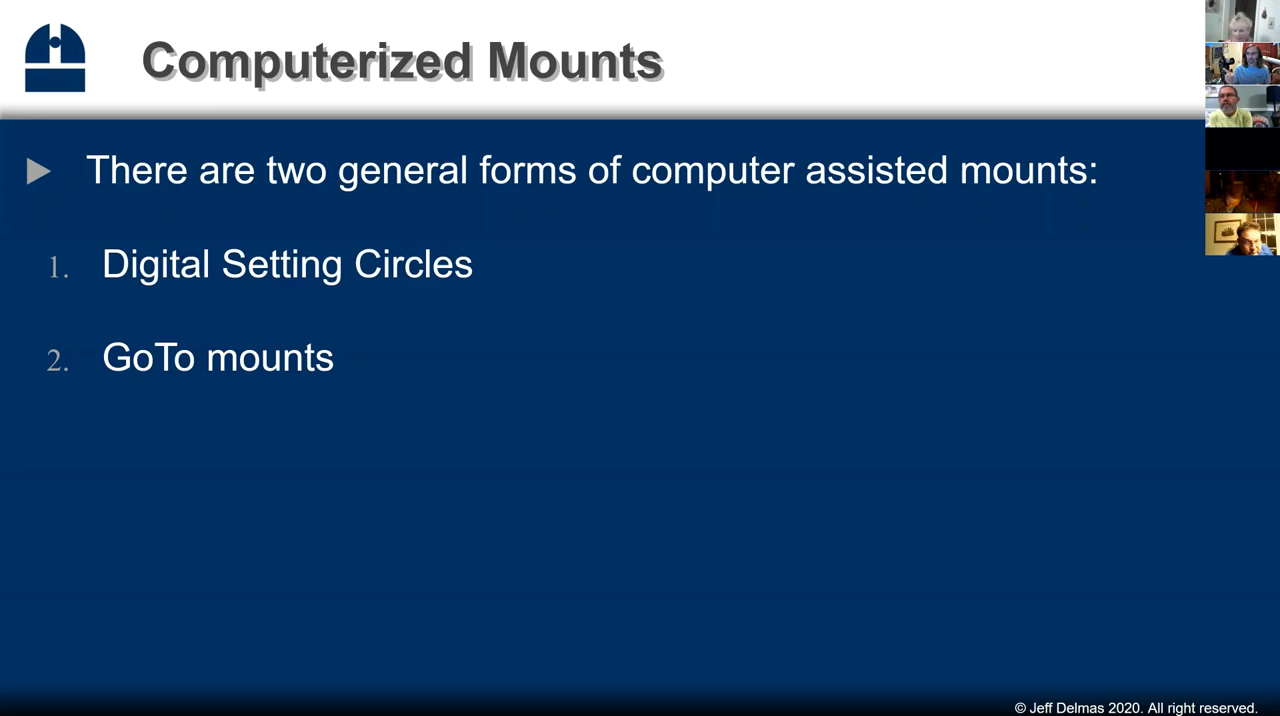 Computerized Mounts
There are two general forms of computer assisted mounts:
1. Digital Setting Circles
2. GoTo mounts
© Jeff Delmas 2020. All right reserved.